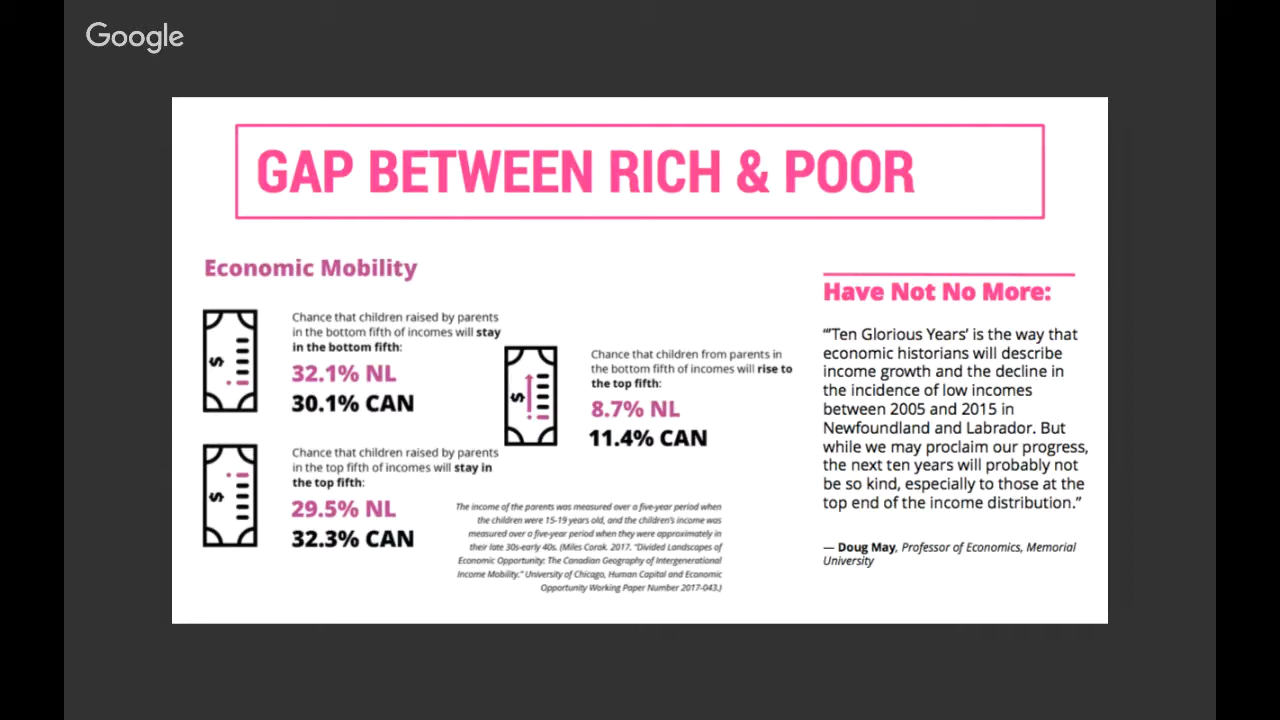 Google
GAP BETWEEN RICH & POOR
Economic Mobility
Chance that children raised by parents
in the bottom fifth of incomes will stay
in the bottom fifth:
32.1% NL
30.1% CAN
Chance that children raised by parents
in the top fifth of incomes will stay in
the top fifth:
29.5% NL
32.3% CAN
Chance that children from parents in
the bottom fifth of incomes will rise to
the top fifth:
8.7% NL
11.4% CAN
The income of the parents was measured over a five-year period when
the children were 15-19 years old, and the children's income was
measured over a five-year period when they were approximately in
their late 30s-early 40s. (Miles Corak. 2017. "Divided Landscapes of
Economic Opportunity: The Canadian Geography of Intergenerational
Income Mobility." University of Chicago, Human Capital and Economic
Opportunity Working Paper Number 2017-043.)
Have Not No More:
“‘Ten Glorious Years’ is the way that
economic historians will describe
income growth and the decline in
the incidence of low incomes
between 2005 and 2015 in
Newfoundland and Labrador. But
while we may proclaim our progress,
the next ten years will probably not
be so kind, especially to those at the
top end of the income distribution.”
— Doug May, Professor of Economics, Memorial
University